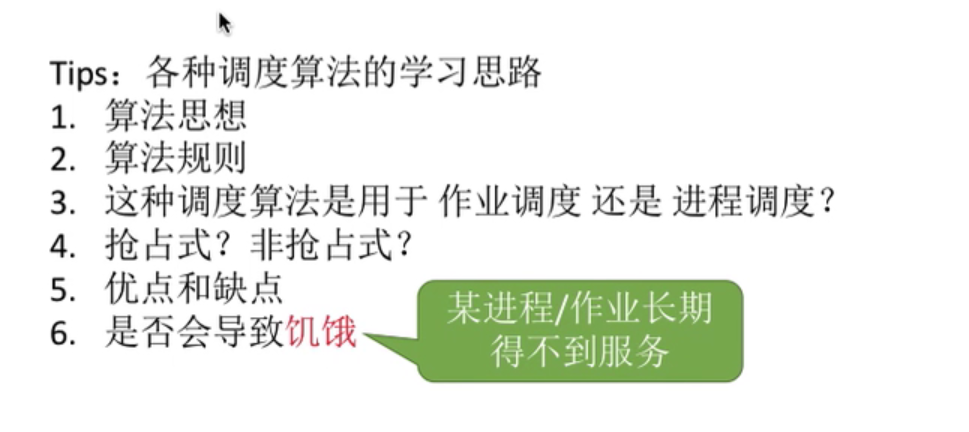 Tips：各种调度算法的学习思路
1. 算法思想
2. 算法规则
3. 这种调度算法是用于 作业调度 还是 进程调度？
4. 抢占式？非抢占式？
5. 优点和缺点
6. 是否会导致饥饿
某进程/作业长期
得不到服务